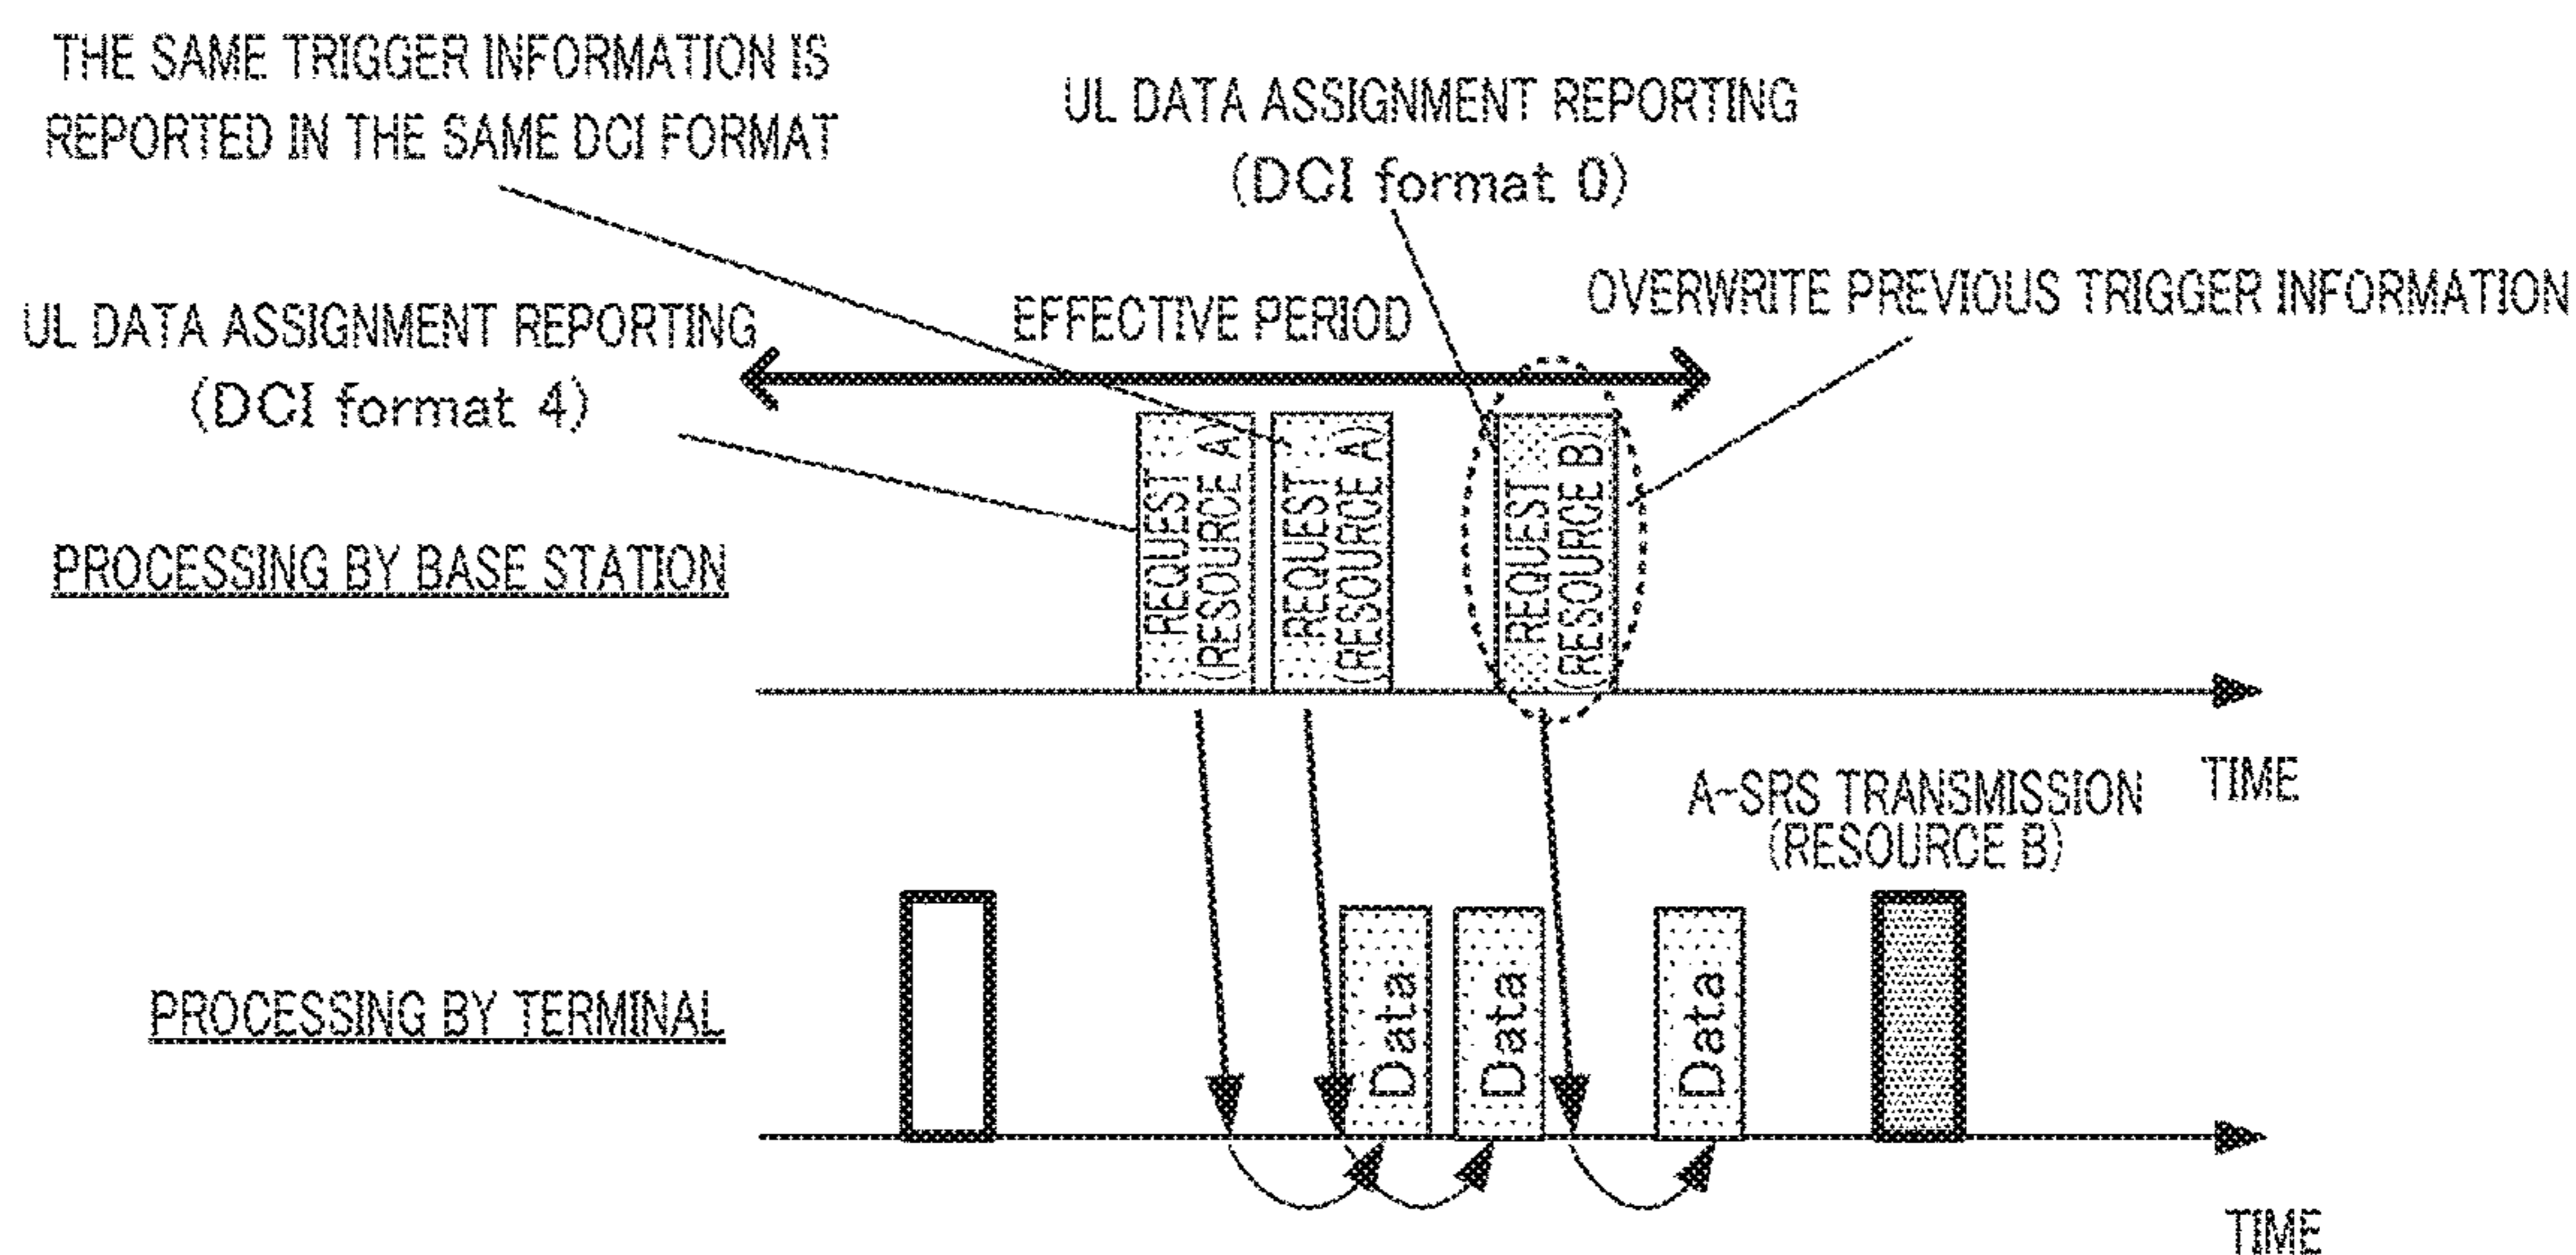 THE SAME TRIGGER INFORMATION IS
REPORTED IN THE SAME DCI FORMAT
UL DATA ASSIGNMENT REPORTING
(DCI format 0)
UL DATA ASSIGNMENT REPORTING
(DCI format 4)
EFFECTIVE PERIOD
OVERWRITE PREVIOUS TRIGGER INFORMATION
PROCESSING BY BASE STATION
REQUEST
(RESOURCE A)
REQUEST
(RESOURCE A)
REQUEST
(RESOURCE B)
TIME
A-SRS TRANSMISSION
(RESOURCE B)
PROCESSING BY TERMINAL
Data
Data
Data
TIME